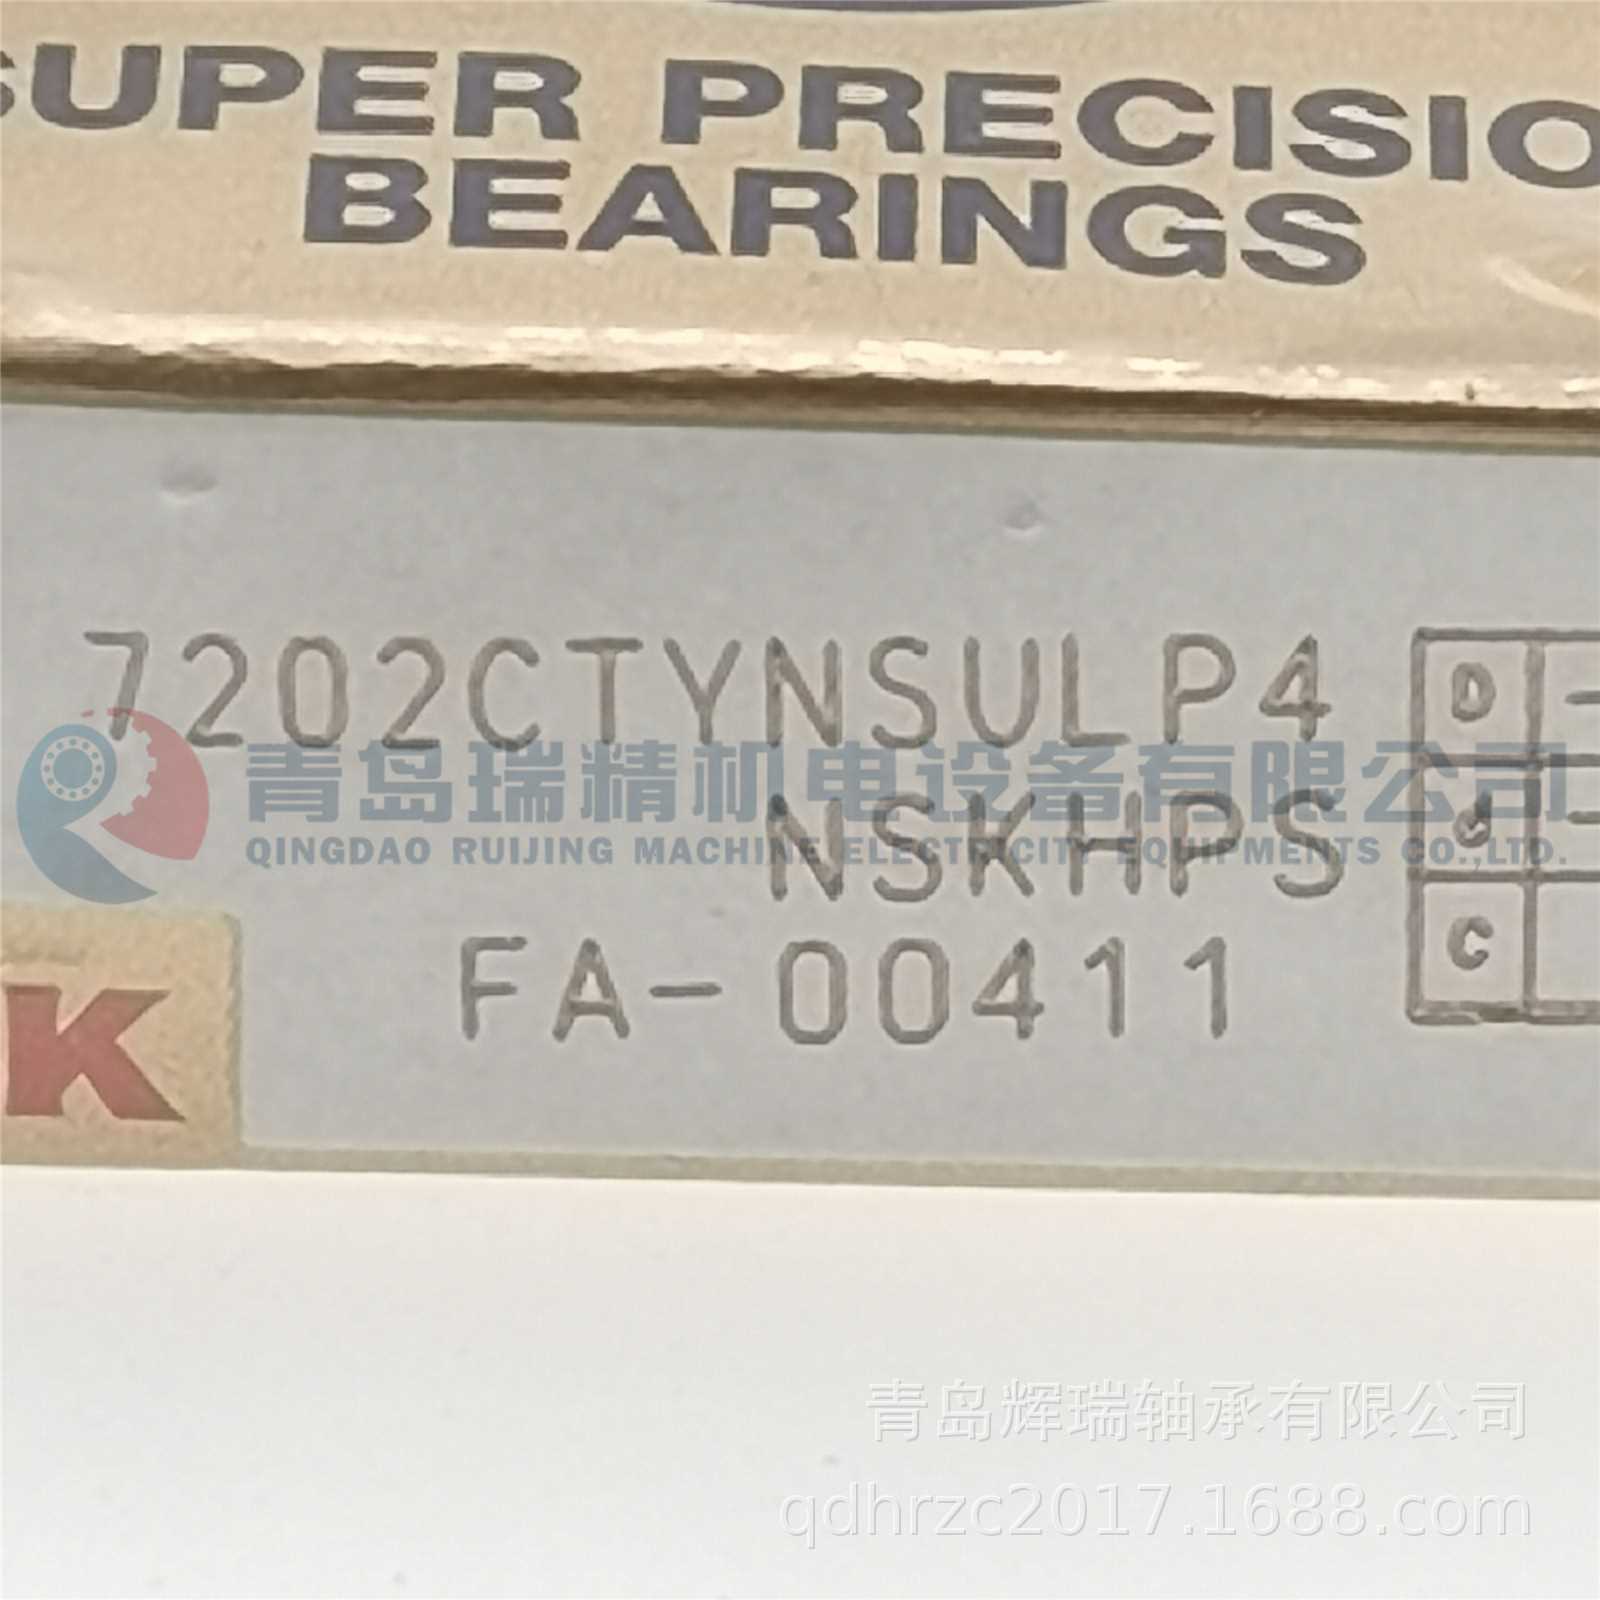 SUPER PRECISIO
BEARINGS
7202CTYNSULP4
D
青岛瑞精机电设备有限公司
NSKHPS
QINGDAO RUIJING MACHINE ELECTRICITY EQUIPMENTS CO.,LTD.
d
FA-00411
C
K
青岛辉瑞轴承有限公司
qdhrzc2017.1688.com